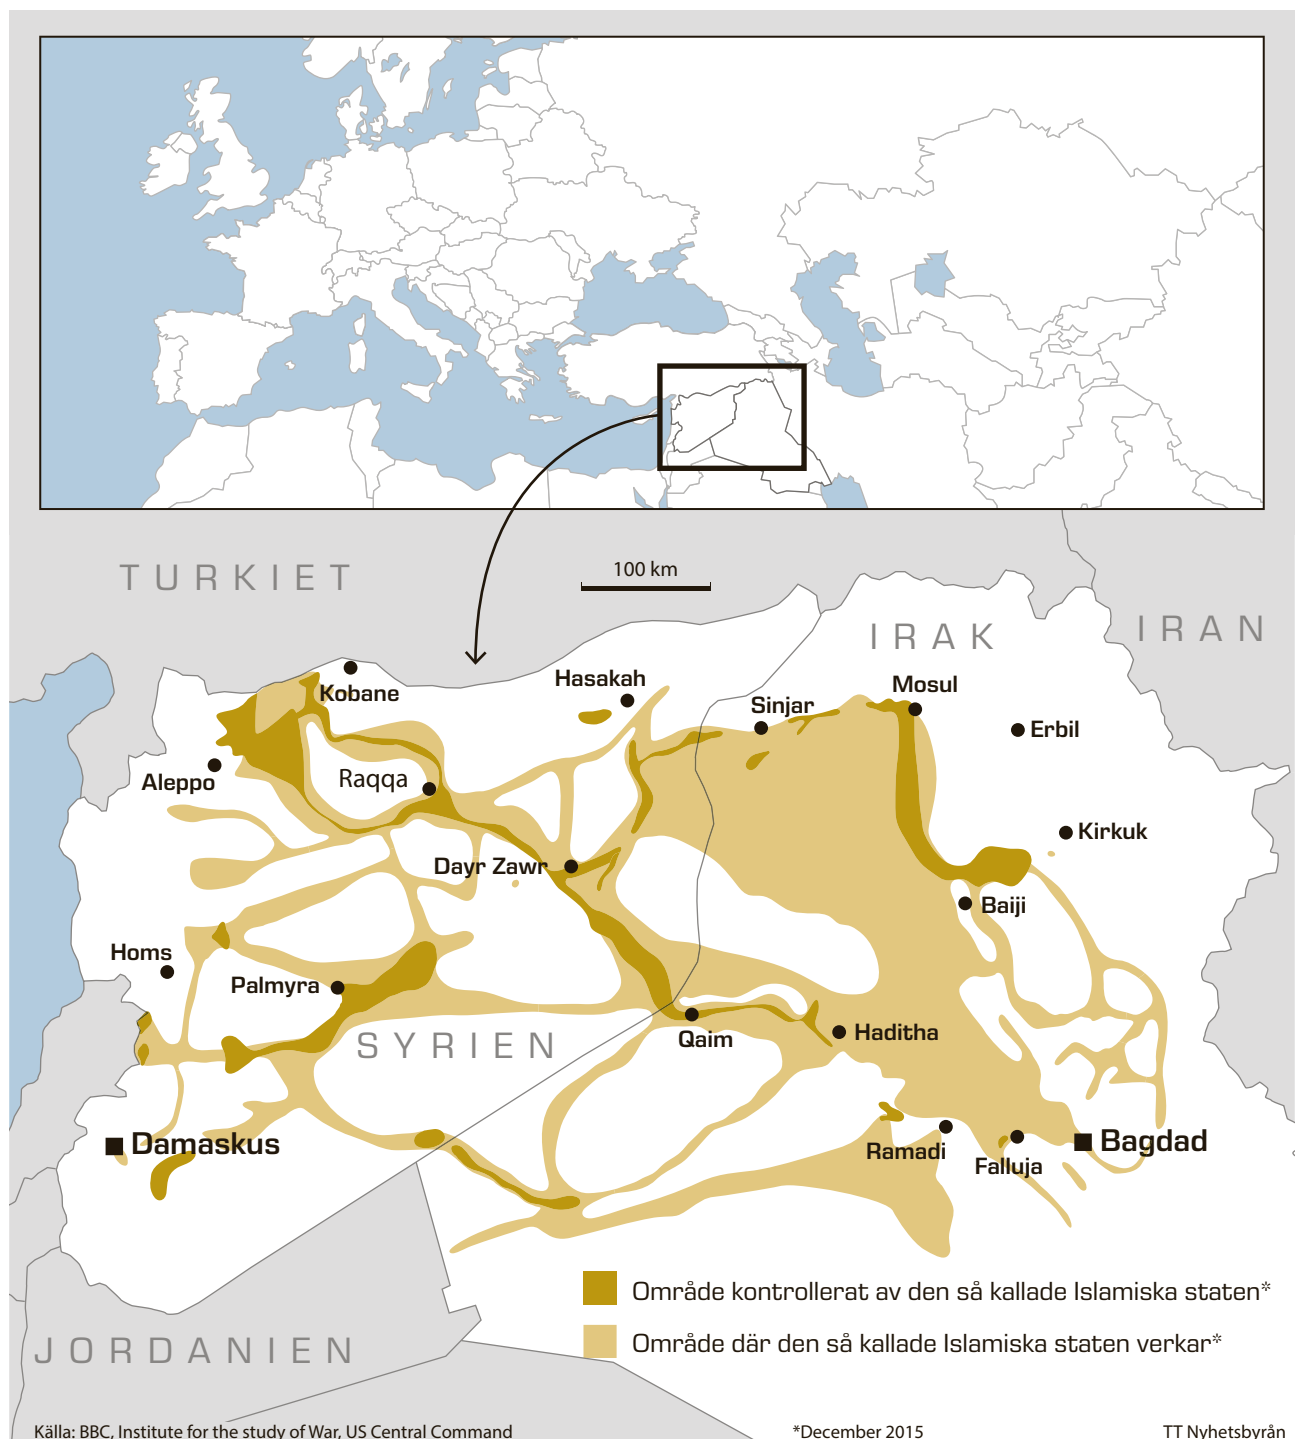 TURKIET
100 km
IRAK
IRAN
Kobane
Hasakah
Mosul
Sinjar
Erbil
Aleppo
Raqqa
Kirkuk
Dayr Zawr
Baiji
Homs
Palmyra
SYRIEN
Qaim
Haditha
Damaskus
Ramadi
Falluja
Bagdad
Område kontrollerat av den så kallade Islamiska staten*
Område där den så kallade Islamiska staten verkar*
JORDANIEN
Källa: BBC, Institute for the study of War, US Central Command
*December 2015
TT Nyhetsbyrån